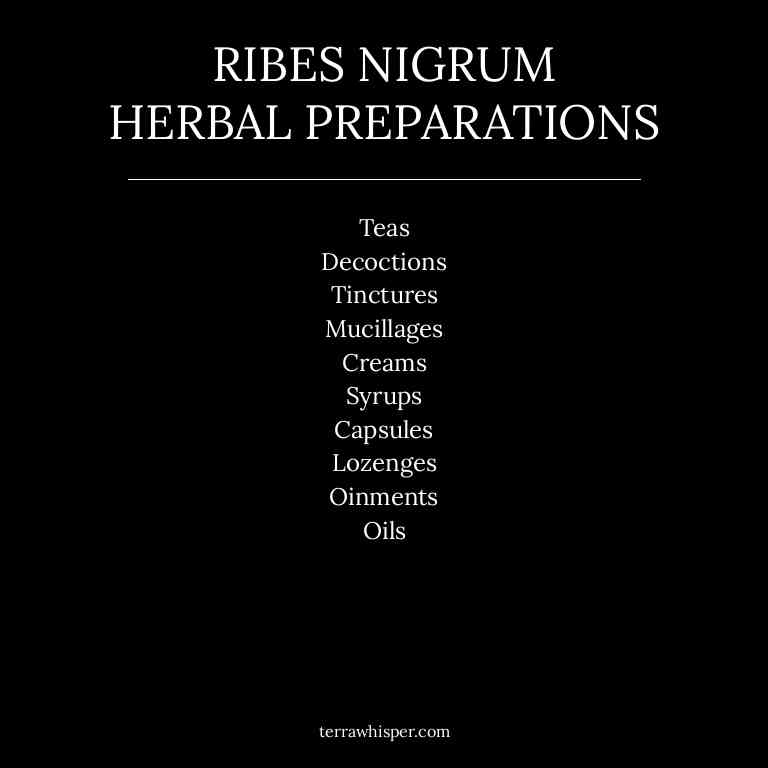 RIBES NIGRUM
HERBAL PREPARATIONS
Teas
Decoctions
Tinctures
Mucillages
Creams
Syrups
Capsules
Lozenges
Oinments
Oils
terrawhisper.com